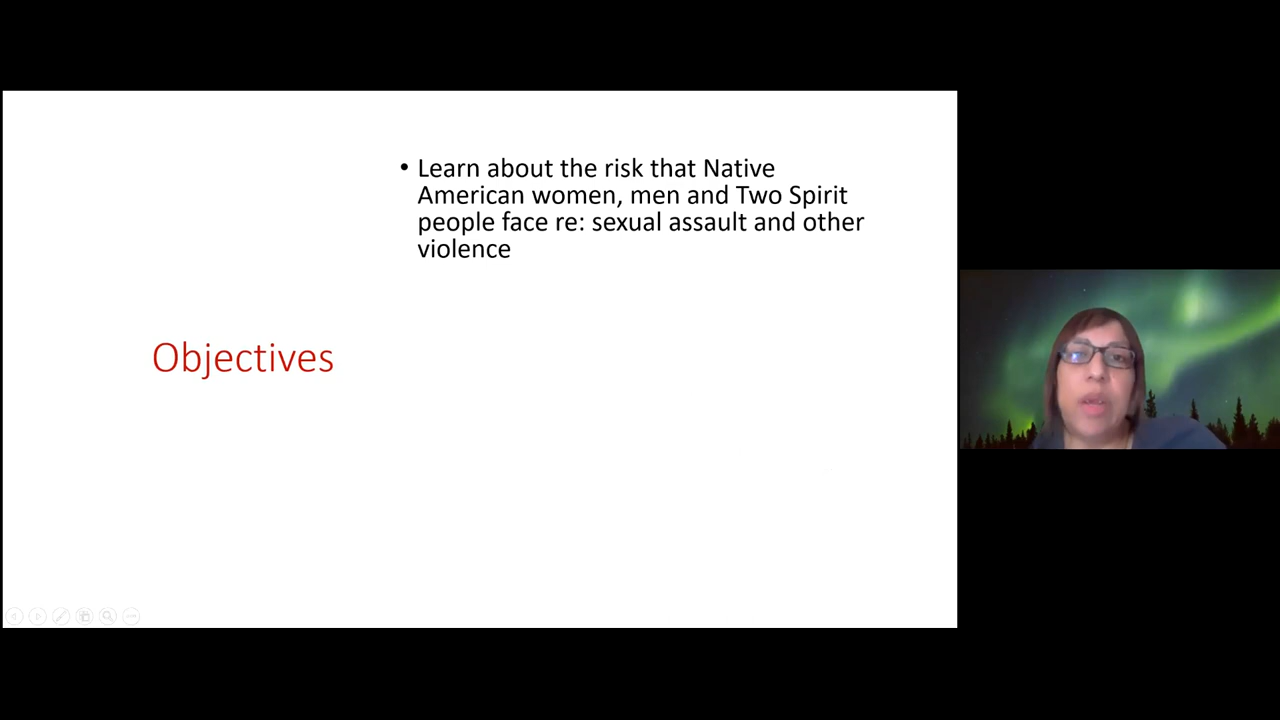 • Learn about the risk that Native
American women, men and Two Spirit
people face re: sexual assault and other
violence
Objectives